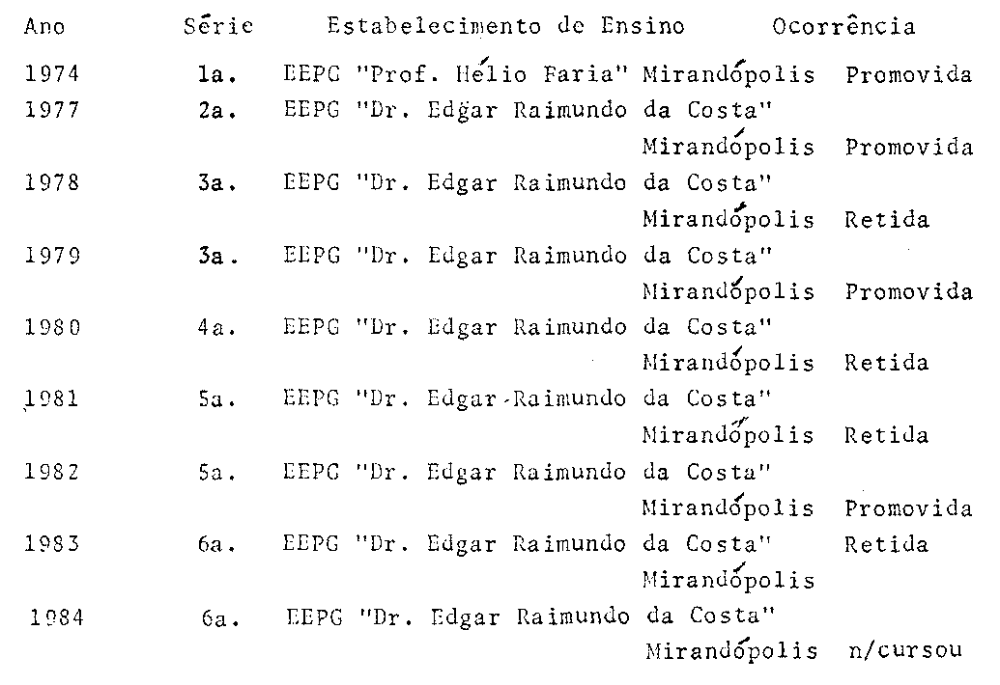 Ano Série Estabelecimento de Ensino Ocorrência
1974 1a. EEPG "Prof. Hélio Faria" Mirandópolis Promovida
1977 2a. EEPG "Dr. Edgar Raimundo da Costa"
Mirandópolis Promovida
1978 3a. EEPG "Dr. Edgar Raimundo da Costa"
Mirandópolis Retida
1979 3a. EEPG "Dr. Edgar Raimundo da Costa"
Mirandópolis Promovida
1980 4a. EEPG "Dr. Edgar Raimundo da Costa"
Mirandópolis Retida
1981 5a. EEPG "Dr. Edgar Raimundo da Costa"
Mirandópolis Retida
1982 5a. EEPG "Dr. Edgar Raimundo da Costa"
Mirandópolis Promovida
1983 6a. EEPG "Dr. Edgar Raimundo da Costa" Retida
Mirandópolis
1984 6a. EEPG "Dr. Edgar Raimundo da Costa"
Mirandópolis n/cursou